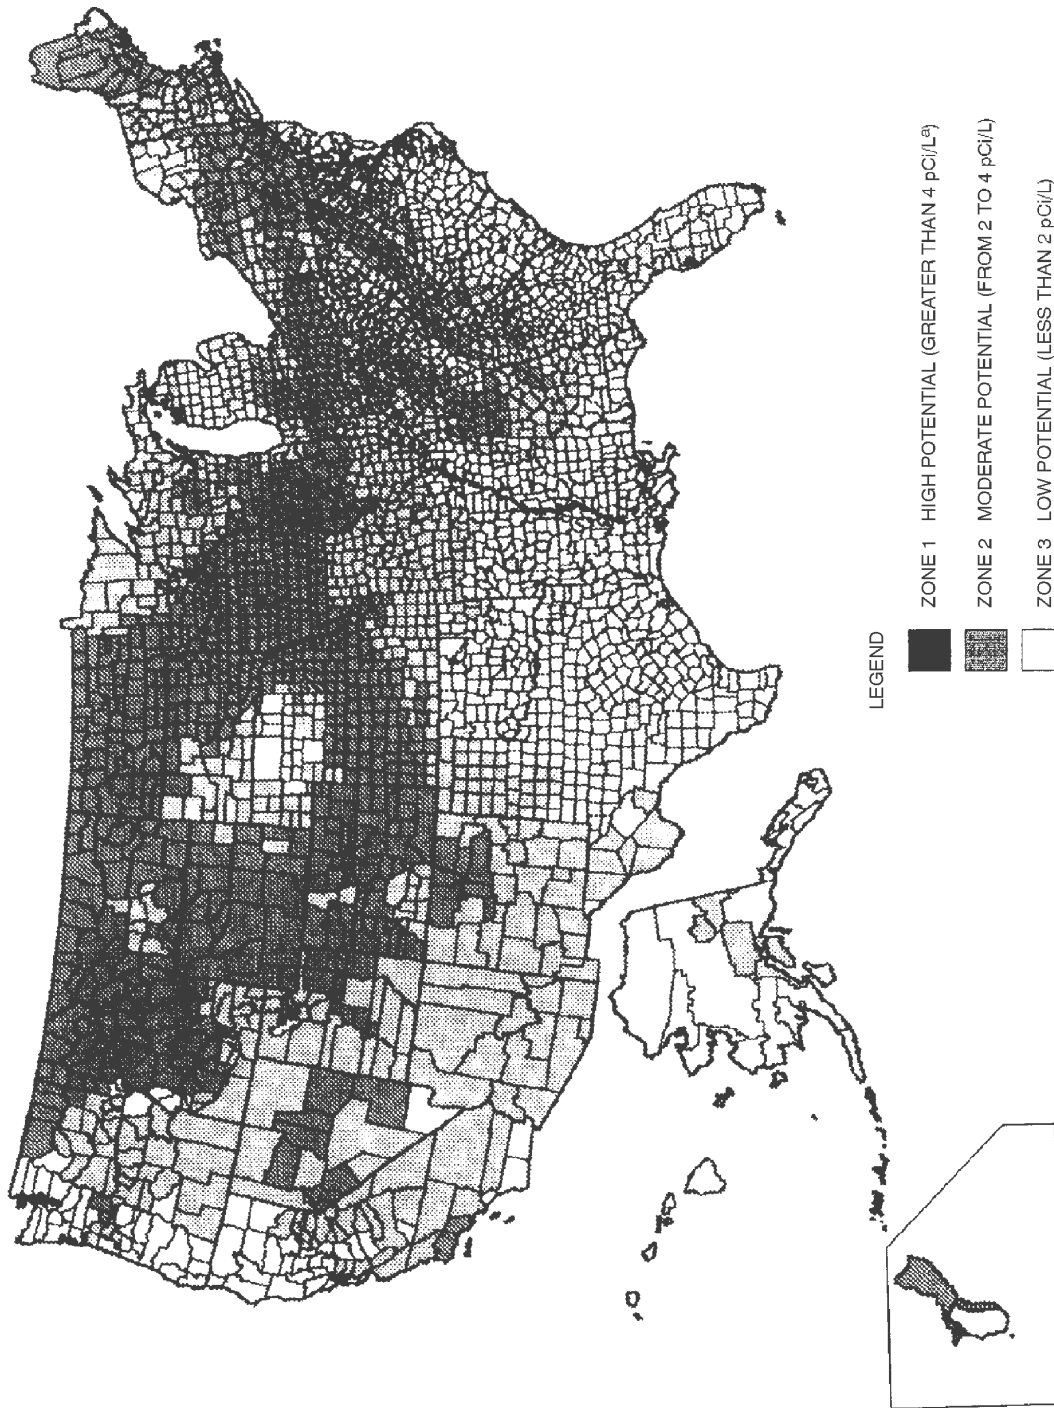 LEGEND
ZONE 1 HIGH POTENTIAL (GREATER THAN 4 pCi/Lª)
ZONE 2 MODERATE POTENTIAL (FROM 2 TO 4 pCi/L)
ZONE 3 LOW POTENTIAL (LESS THAN 2 pCi/L)